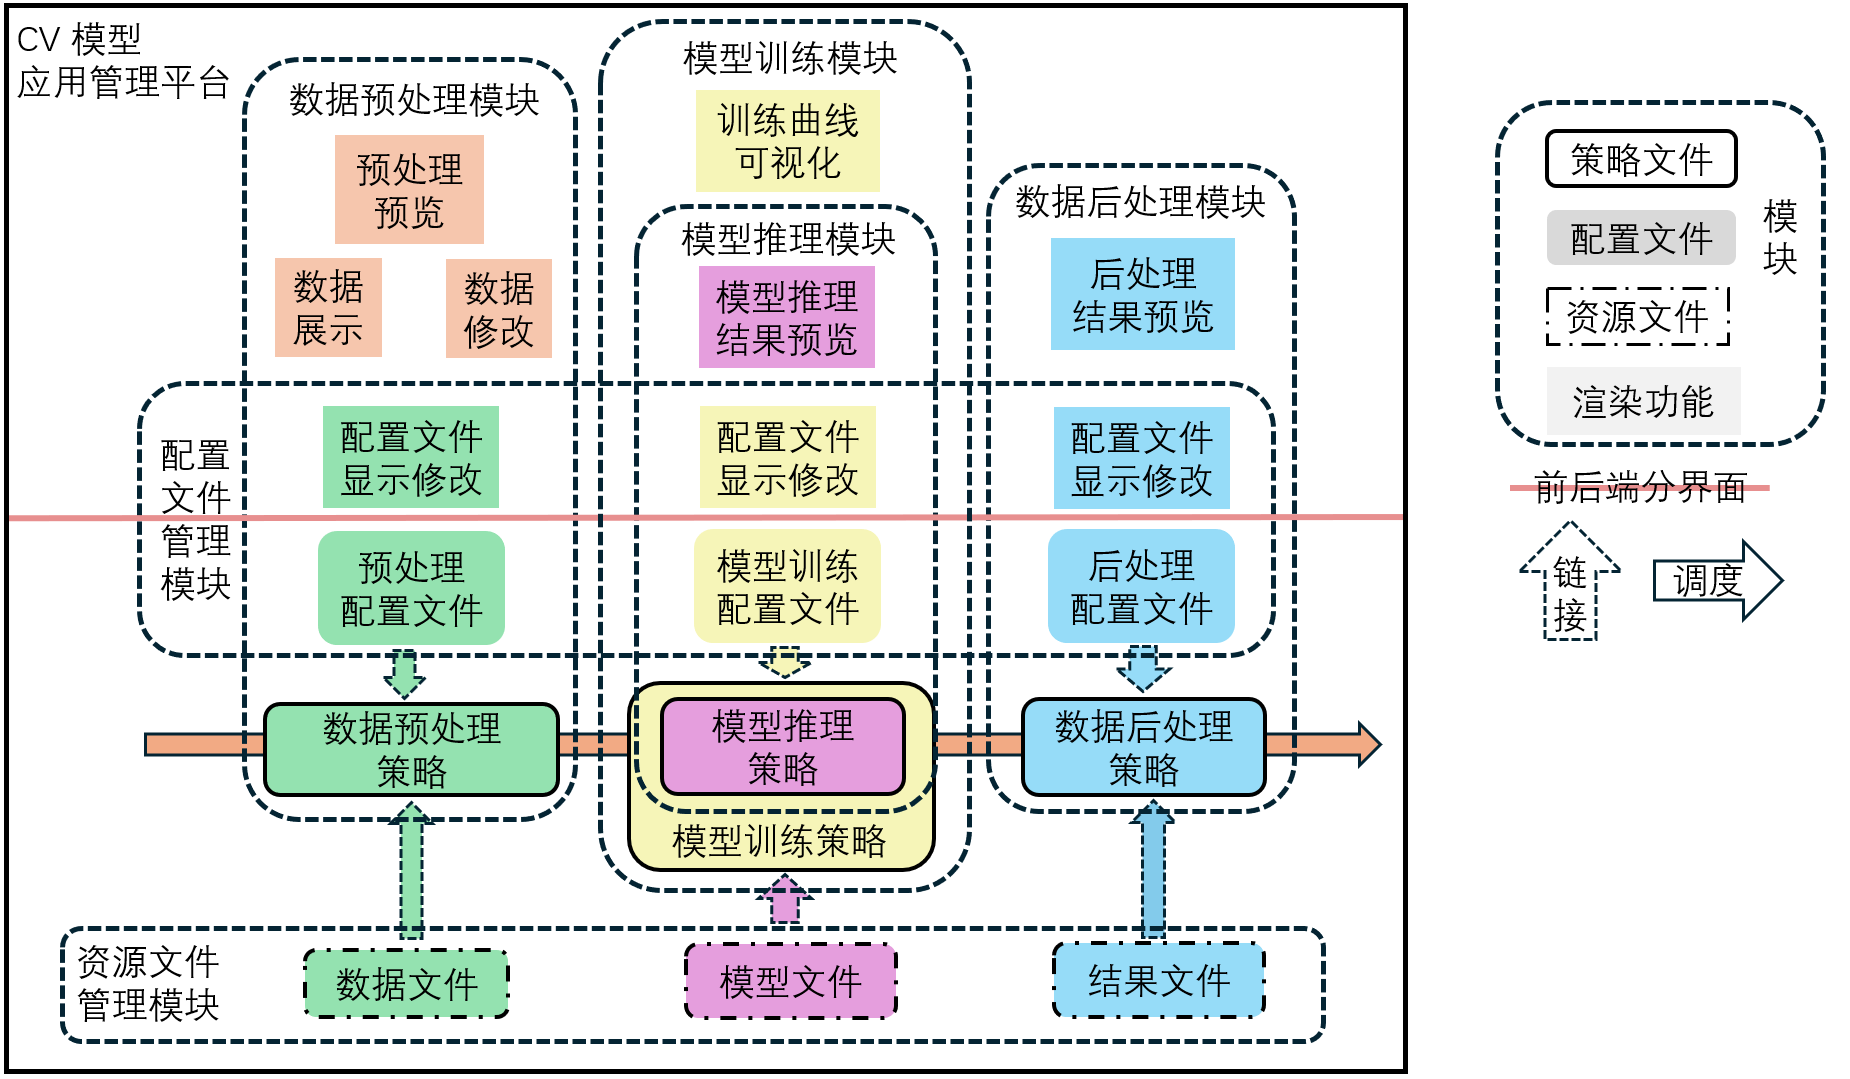 CV 模型
应用管理平台
数据预处理模块
预处理
预览
数据
展示
数据
修改
模型训练模块
训练曲线
可视化
模型推理模块
模型推理
结果预览
数据后处理模块
后处理
结果预览
配置
文件
管理
模块
配置文件
显示修改
配置文件
显示修改
配置文件
显示修改
预处理
配置文件
模型训练
配置文件
后处理
配置文件
数据预处理
策略
模型推理
策略
模型训练策略
数据后处理
策略
资源文件
管理模块
数据文件
模型文件
结果文件
策略文件
配置文件
资源文件
渲染功能
模
块
前后端分界面
链
接
调度